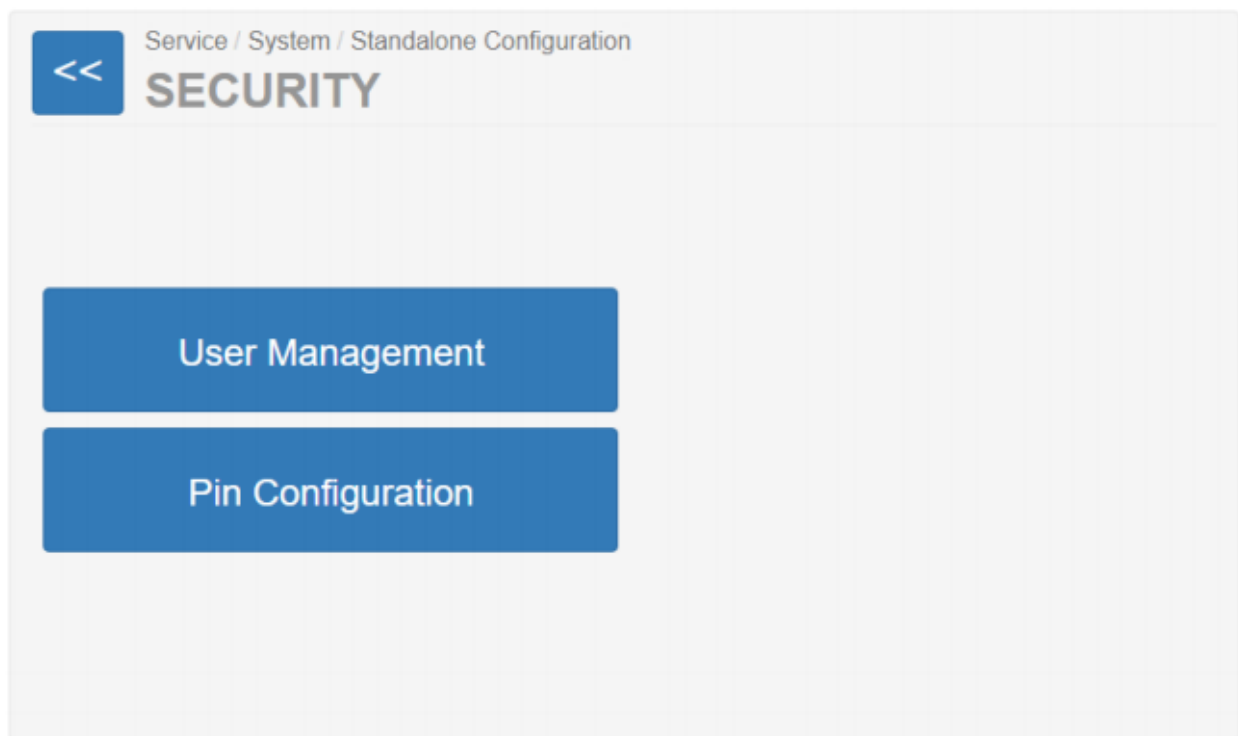 <<
Service / System / Standalone Configuration
SECURITY
User Management
Pin Configuration